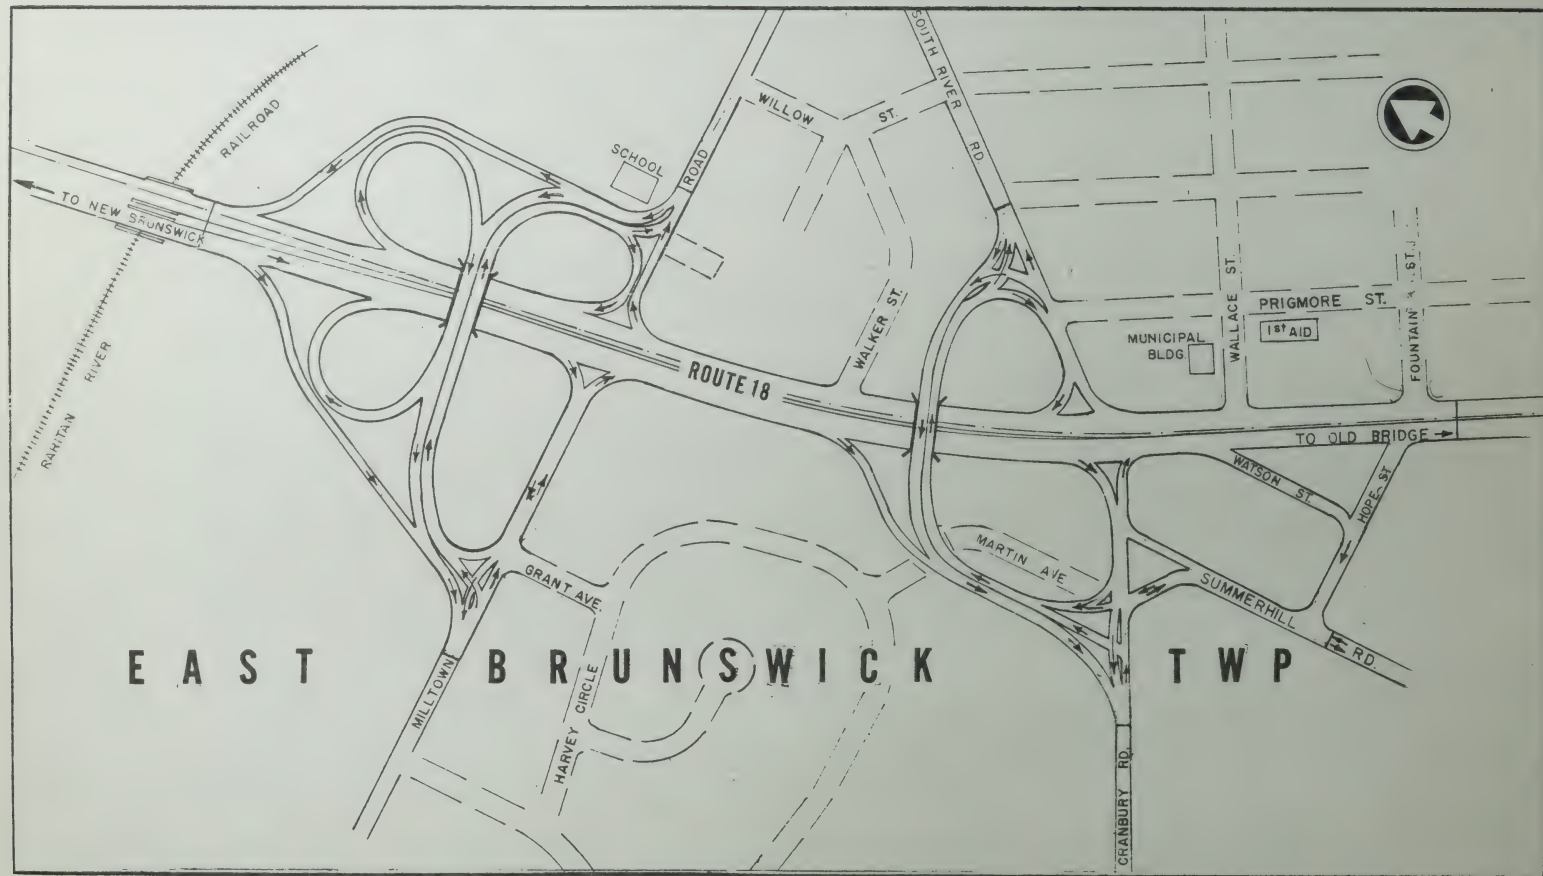 SOUTH RIVER RD.
RAILROAD
WILLOW ST.
SCHOOL
ROAD
TO NEW BRUNSWICK
WALLACE ST.
FOUNTAIN ST.
PRIGMORE ST.
1st AID
MUNICIPAL
BLDG.
WALKER ST.
RARITAN RIVER
ROUTE 18
TO OLD BRIDGE
WATSON ST.
HOPE ST
MARTIN AVE
GRANT AVE.
SUMMERHILL RD.
EAST BRUNSWICK TWP
MILLTOWN
HARVEY CIRCLE
CRANBURY RD.